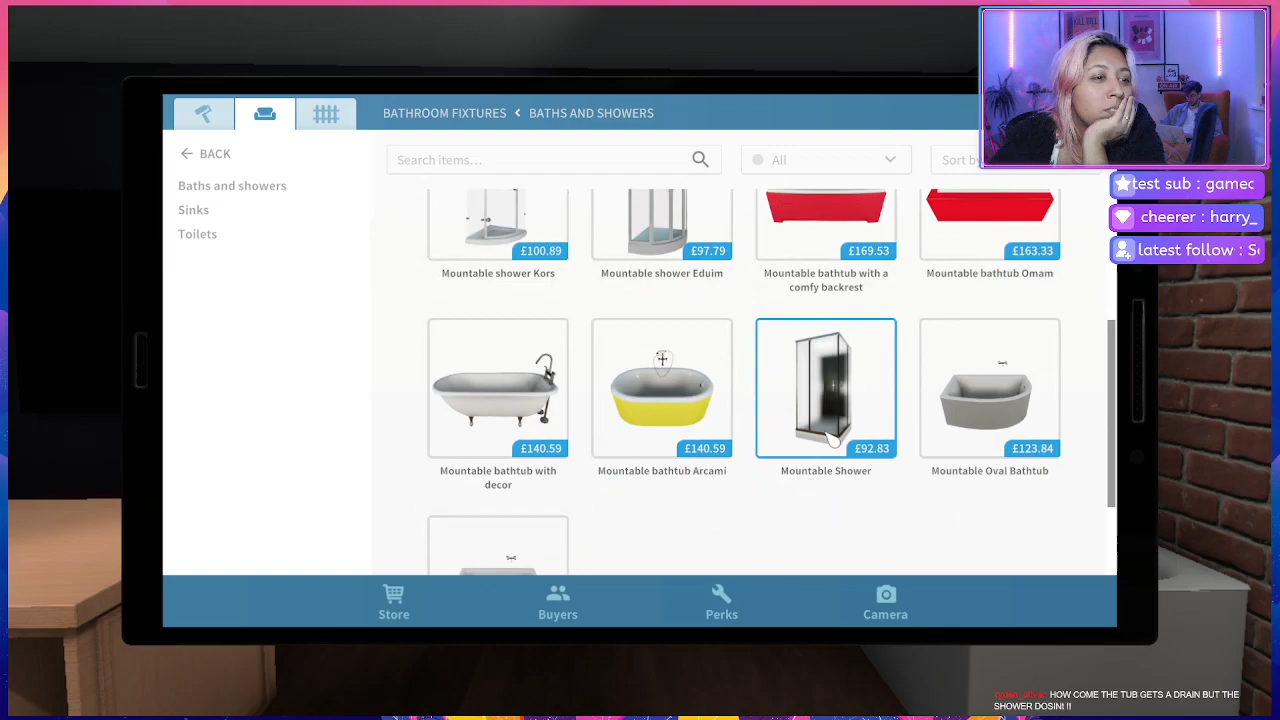 BATHROOM FIXTURES < BATHS AND SHOWERS
BACK
Baths and showers
Sinks
Toilets
Search items...
All
Sort by
£100.89
£97.79
£169.53
£163.33
Mountable shower Kors
Mountable shower Eduim
Mountable bathtub with a
comfy backrest
Mountable bathtub Omam
£140.59
£140.59
£92.83
£123.84
Mountable bathtub with
decor
Mountable bathtub Arcami
Mountable Shower
Mountable Oval Bathtub
Store
Buyers
Perks
Camera
test sub : gamec
cheerer : harry_
latest follow : S
HOW COME THE TUB GETS A DRAIN BUT THE
SHOWER DOSIN! !!